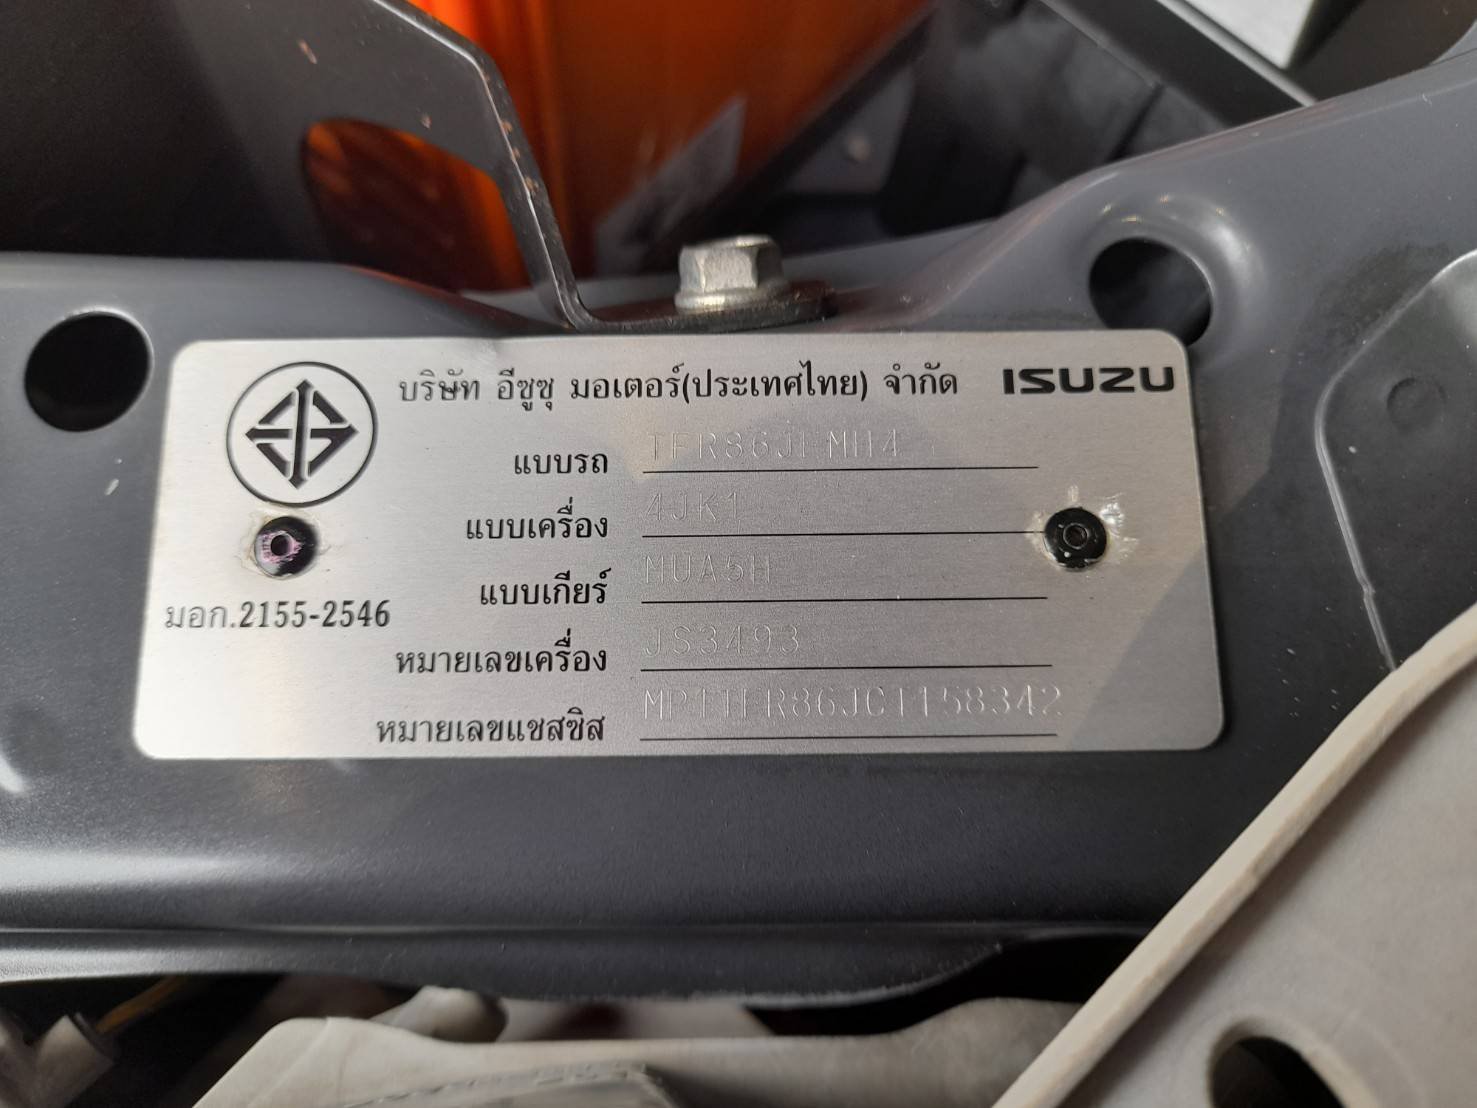 บริษัท อีซูซุ มอเตอร์(ประเทศไทย) จำกัด ISUZU
แบบรถ
แบบเครื่อง 4JK1
แบบเกียร์ MUA5H
มอก.2155-2546
หมายเลขเครื่อง JS3493
หมายเลขแชสซิส